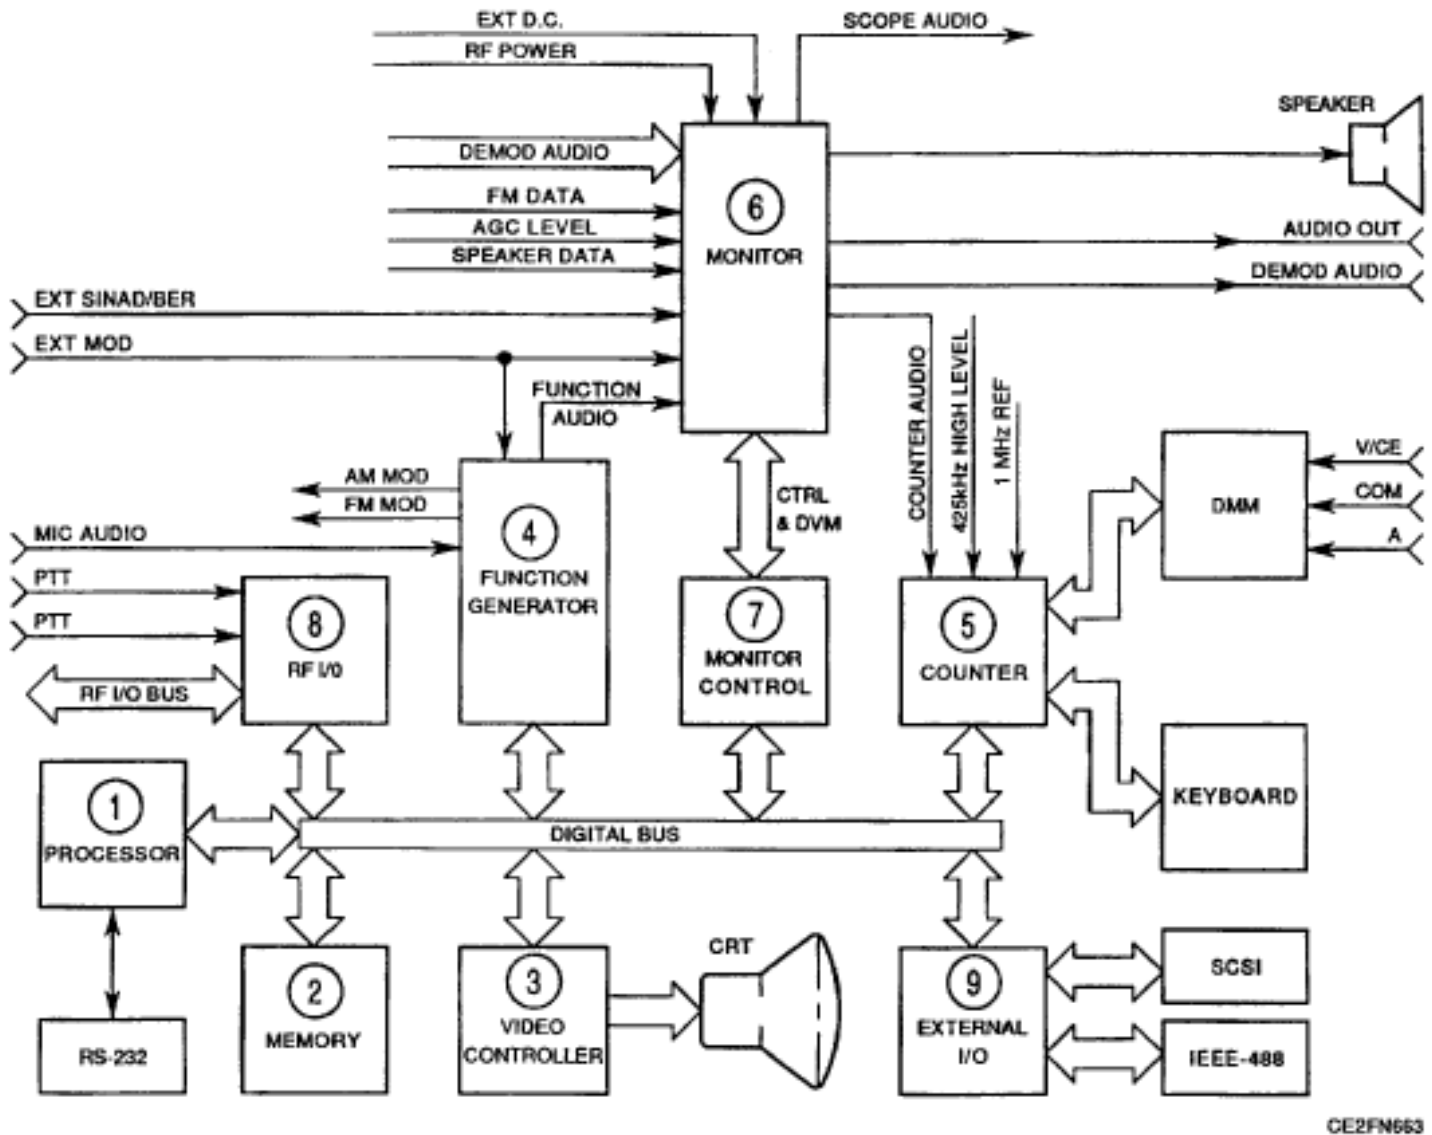 EXT D.C.
SCOPE AUDIO
RF POWER
SPEAKER
DEMOD AUDIO
6
MONITOR
FM DATA
AGC LEVEL
SPEAKER DATA
AUDIO OUT
DEMOD AUDIO
EXT SINAD/BER
EXT MOD
FUNCTION
AUDIO
COUNTER AUDIO
425kHz HIGH LEVEL
1 MHz REF
AM MOD
FM MOD
CTRL
& DVM
V/CE
COM
A
DMM
MIC AUDIO
PTT
PTT
4
FUNCTION
GENERATOR
8
RF I/0
RF I/O BUS
7
MONITOR
CONTROL
5
COUNTER
1
PROCESSOR
DIGITAL BUS
KEYBOARD
RS-232
2
MEMORY
3
VIDEO
CONTROLLER
CRT
9
EXTERNAL
I/O
SCSI
IEEE-488
CE2FN663